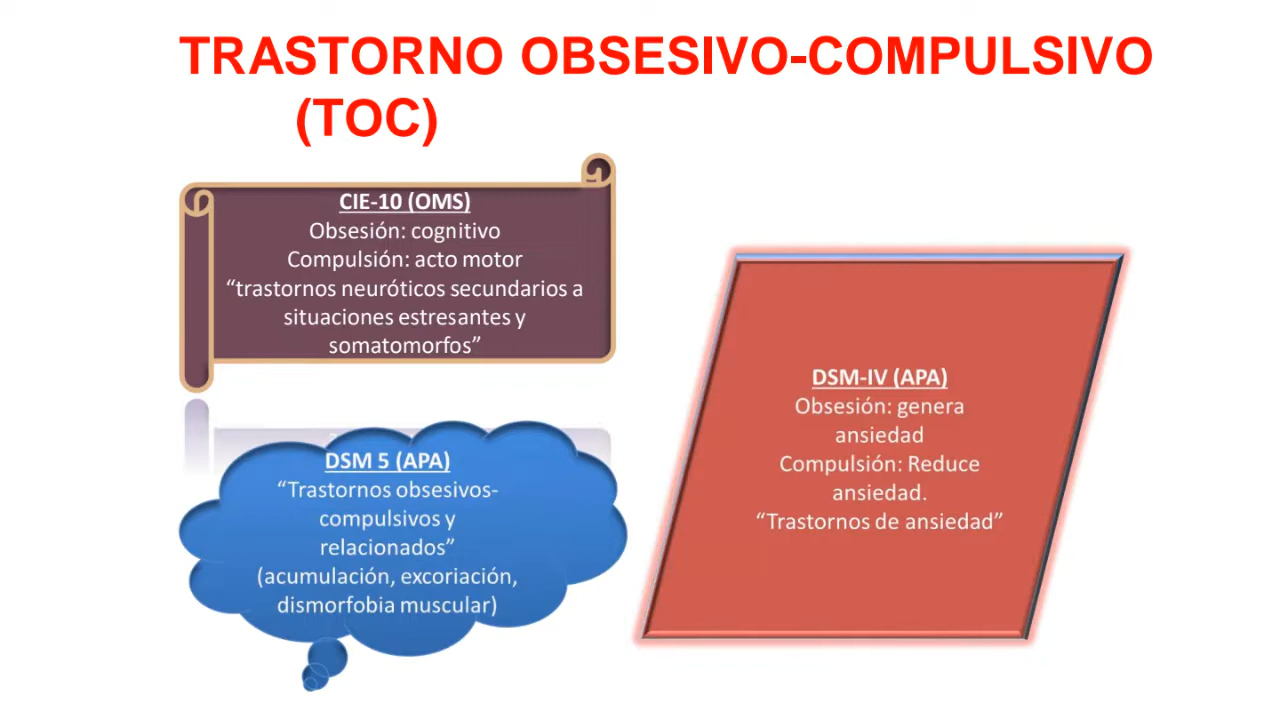 TRASTORNO OBSESIVO-COMPULSIVO
(TOC)
CIE-10 (OMS)
Obsesión: cognitivo
Compulsión: acto motor
“trastornos neuróticos secundarios a
situaciones estresantes y
somatomorfos”
DSM 5 (APA)
“Trastornos obsesivos-
compulsivos y
relacionados”
(acumulación, excoriación,
dismorfobia muscular)
DSM-IV (APA)
Obsesión: genera
ansiedad
Compulsión: Reduce
ansiedad.
“Trastornos de ansiedad”